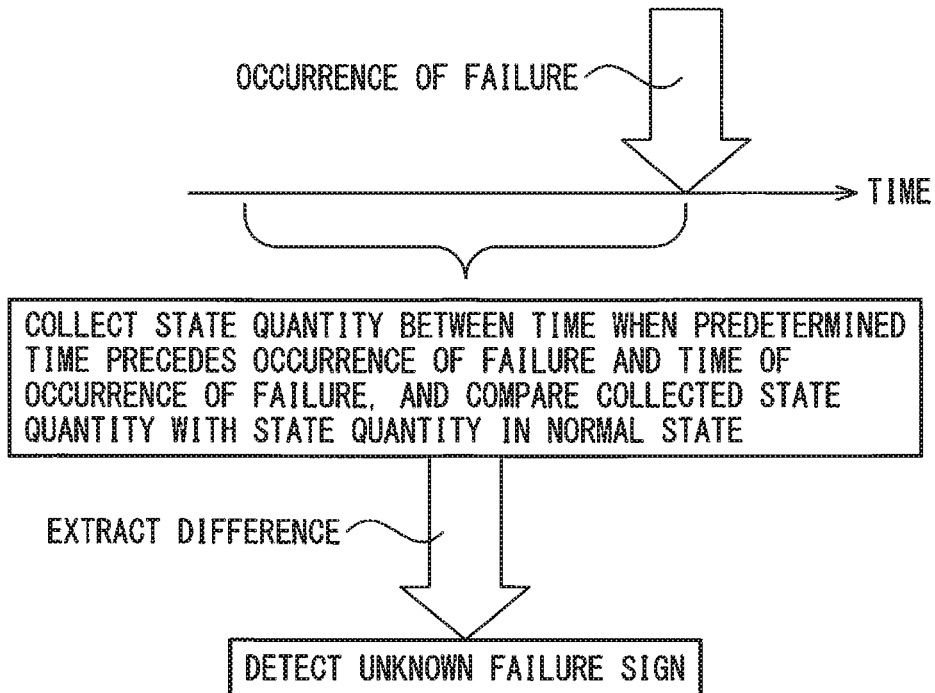 OCCURRENCE OF FAILURE
TIME
COLLECT STATE QUANTITY BETWEEN TIME WHEN PREDETERMINED
TIME PRECEDES OCCURRENCE OF FAILURE AND TIME OF
OCCURRENCE OF FAILURE, AND COMPARE COLLECTED STATE
QUANTITY WITH STATE QUANTITY IN NORMAL STATE
EXTRACT DIFFERENCE
DETECT UNKNOWN FAILURE SIGN